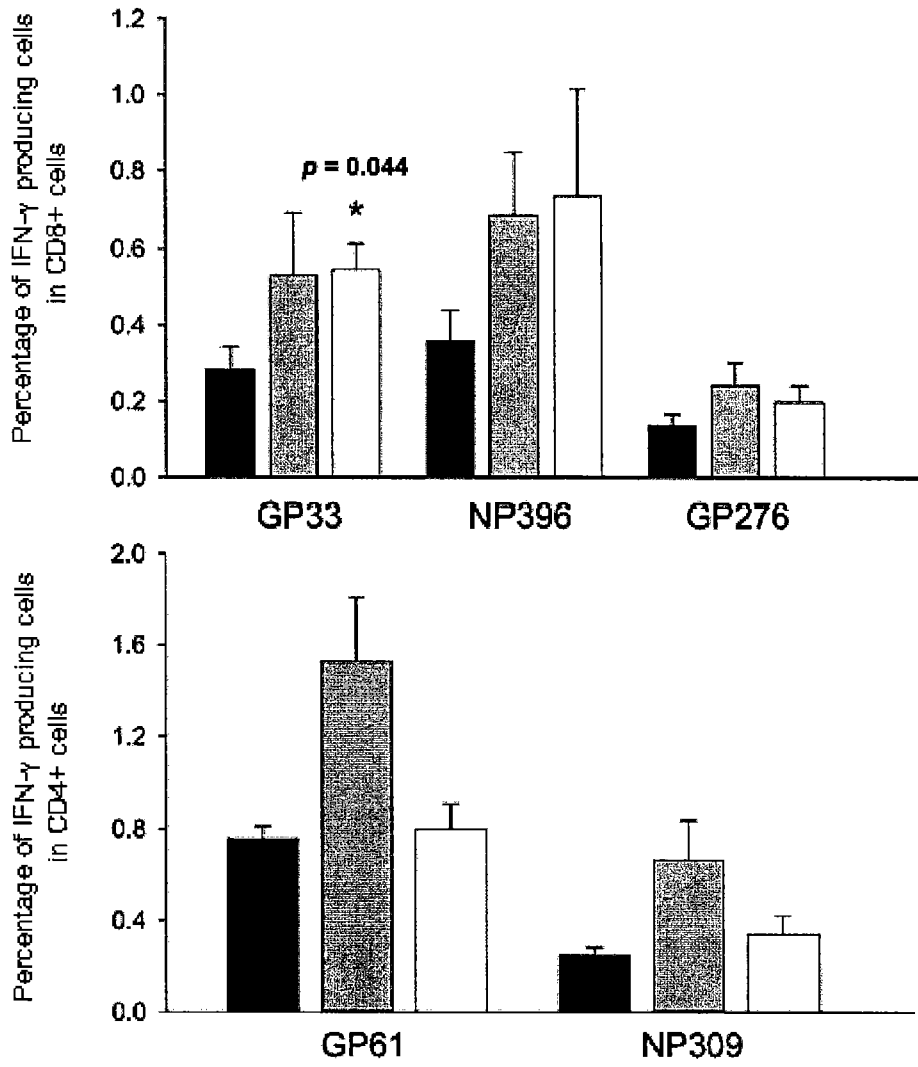 Percentage of IFN-γ producing cells
in CD8+ cells
1.2
1.0
0.8
0.6
0.4
0.2
0.0
p = 0.044
*
GP33 NP396 GP276
Percentage of IFN-γ producing cells
in CD4+ cells
2.0
1.6
1.2
0.8
0.4
0.0
GP61 NP309